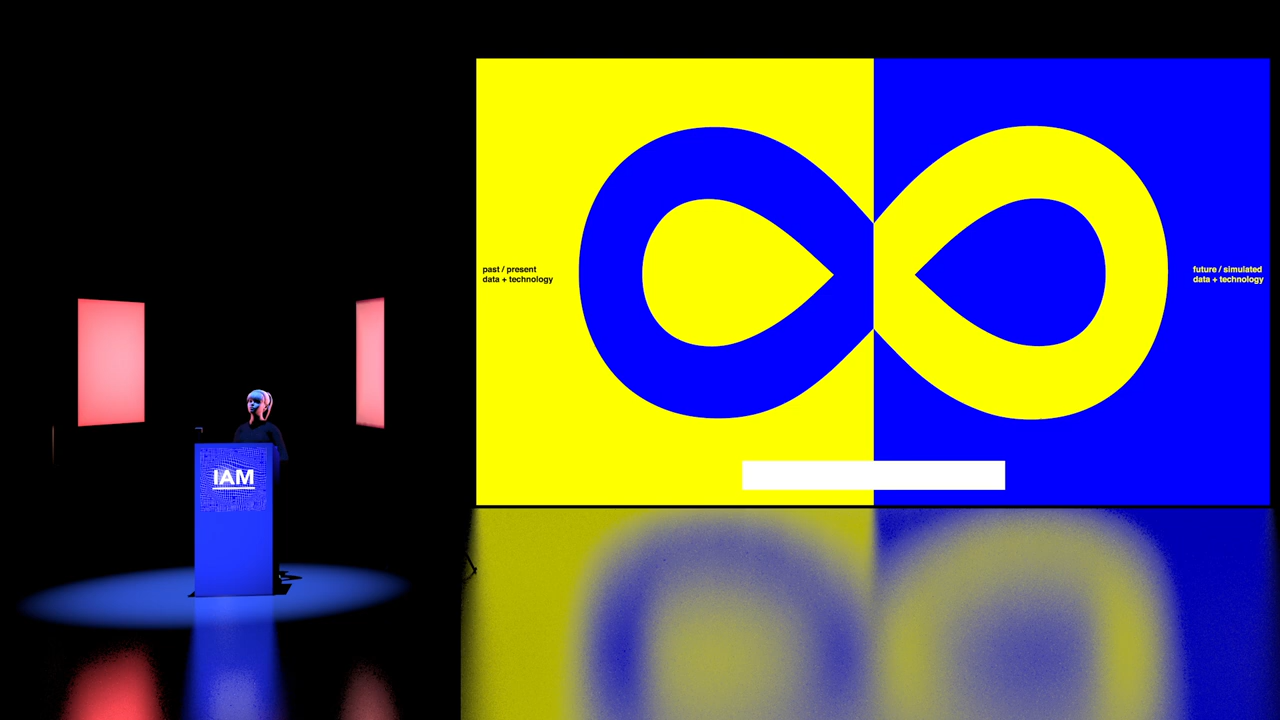 past / present
data + technology
future / simulated
data + technology
IAM